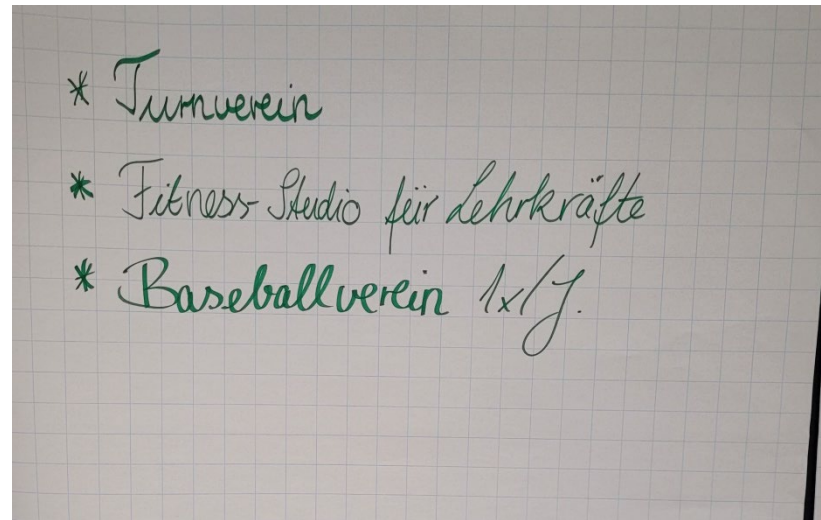 * Turnverein
* Fitness-Studio für Lehrkräfte
* Baseballverein 1x/J.